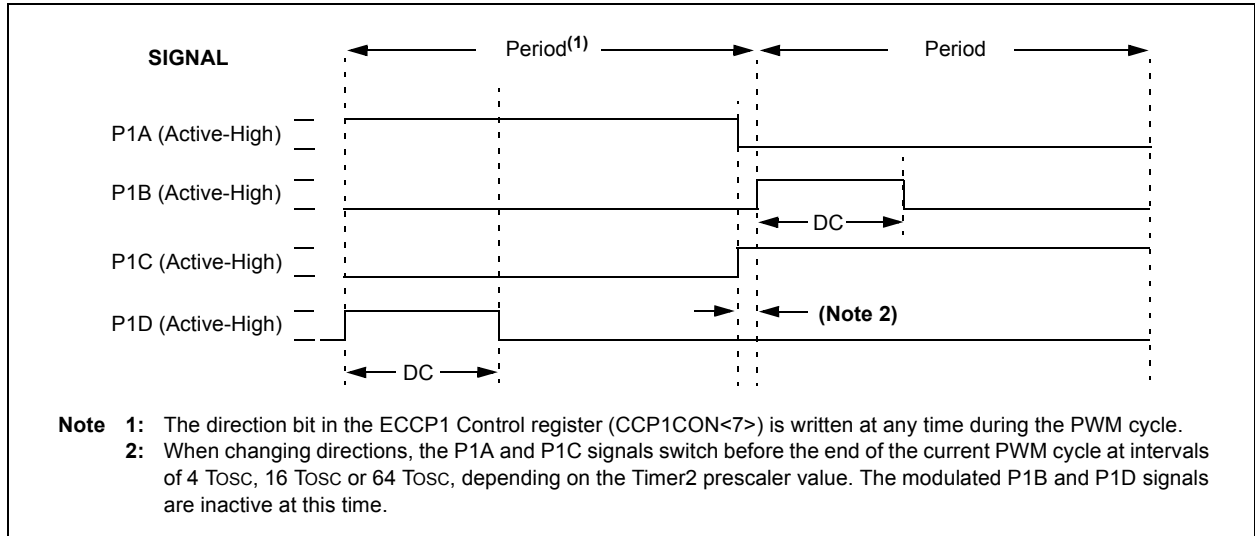 SIGNAL
Period(1)
Period
P1A (Active-High)
P1B (Active-High)
DC
P1C (Active-High)
P1D (Active-High)
(Note 2)
DC
Note 1: The direction bit in the ECCP1 Control register (CCP1CON<7>) is written at any time during the PWM cycle.
2: When changing directions, the P1A and P1C signals switch before the end of the current PWM cycle at intervals
of 4 TOSC, 16 TOSC or 64 TOSC, depending on the Timer2 prescaler value. The modulated P1B and P1D signals
are inactive at this time.